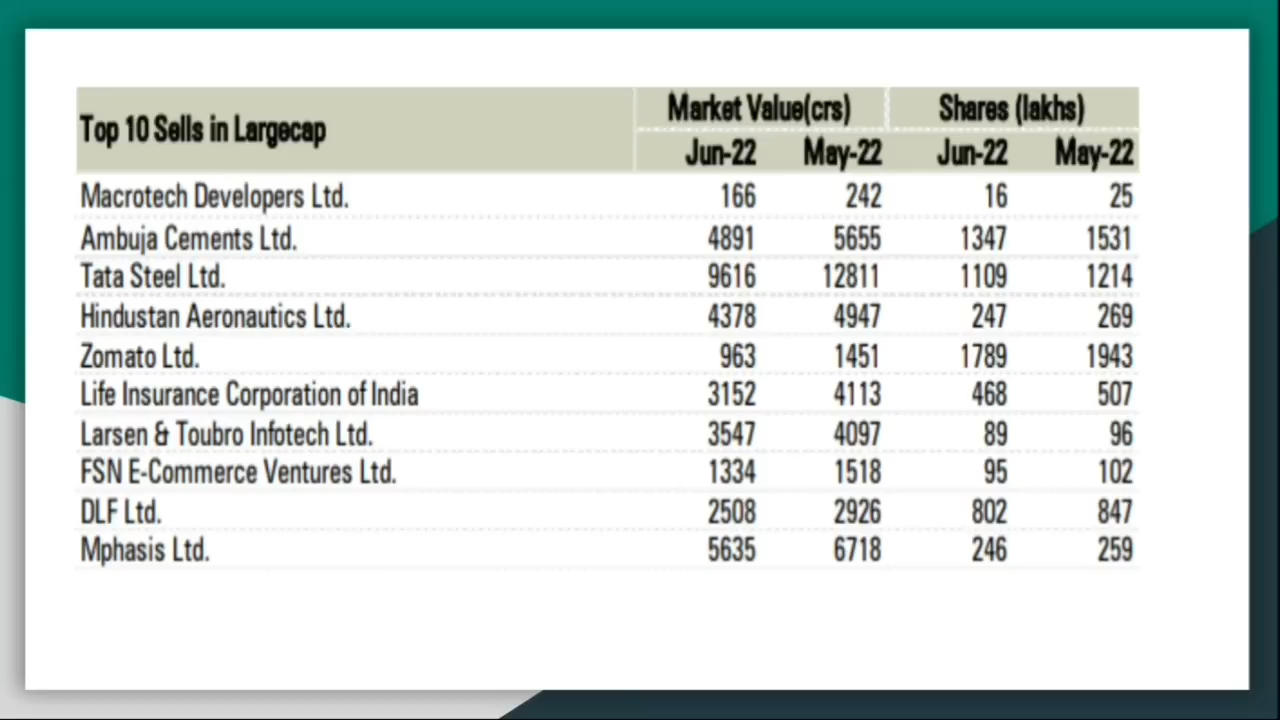 Top 10 Sells in Largecap Market Value(crs) Shares (lakhs)
Jun-22 May-22 Jun-22 May-22
Macrotech Developers Ltd. 166 242 16 25
Ambuja Cements Ltd. 4891 5655 1347 1531
Tata Steel Ltd. 9616 12811 1109 1214
Hindustan Aeronautics Ltd. 4378 4947 247 269
Zomato Ltd. 963 1451 1789 1943
Life Insurance Corporation of India 3152 4113 468 507
Larsen & Toubro Infotech Ltd. 3547 4097 89 96
FSN E-Commerce Ventures Ltd. 1334 1518 95 102
DLF Ltd. 2508 2926 802 847
Mphasis Ltd. 5635 6718 246 259